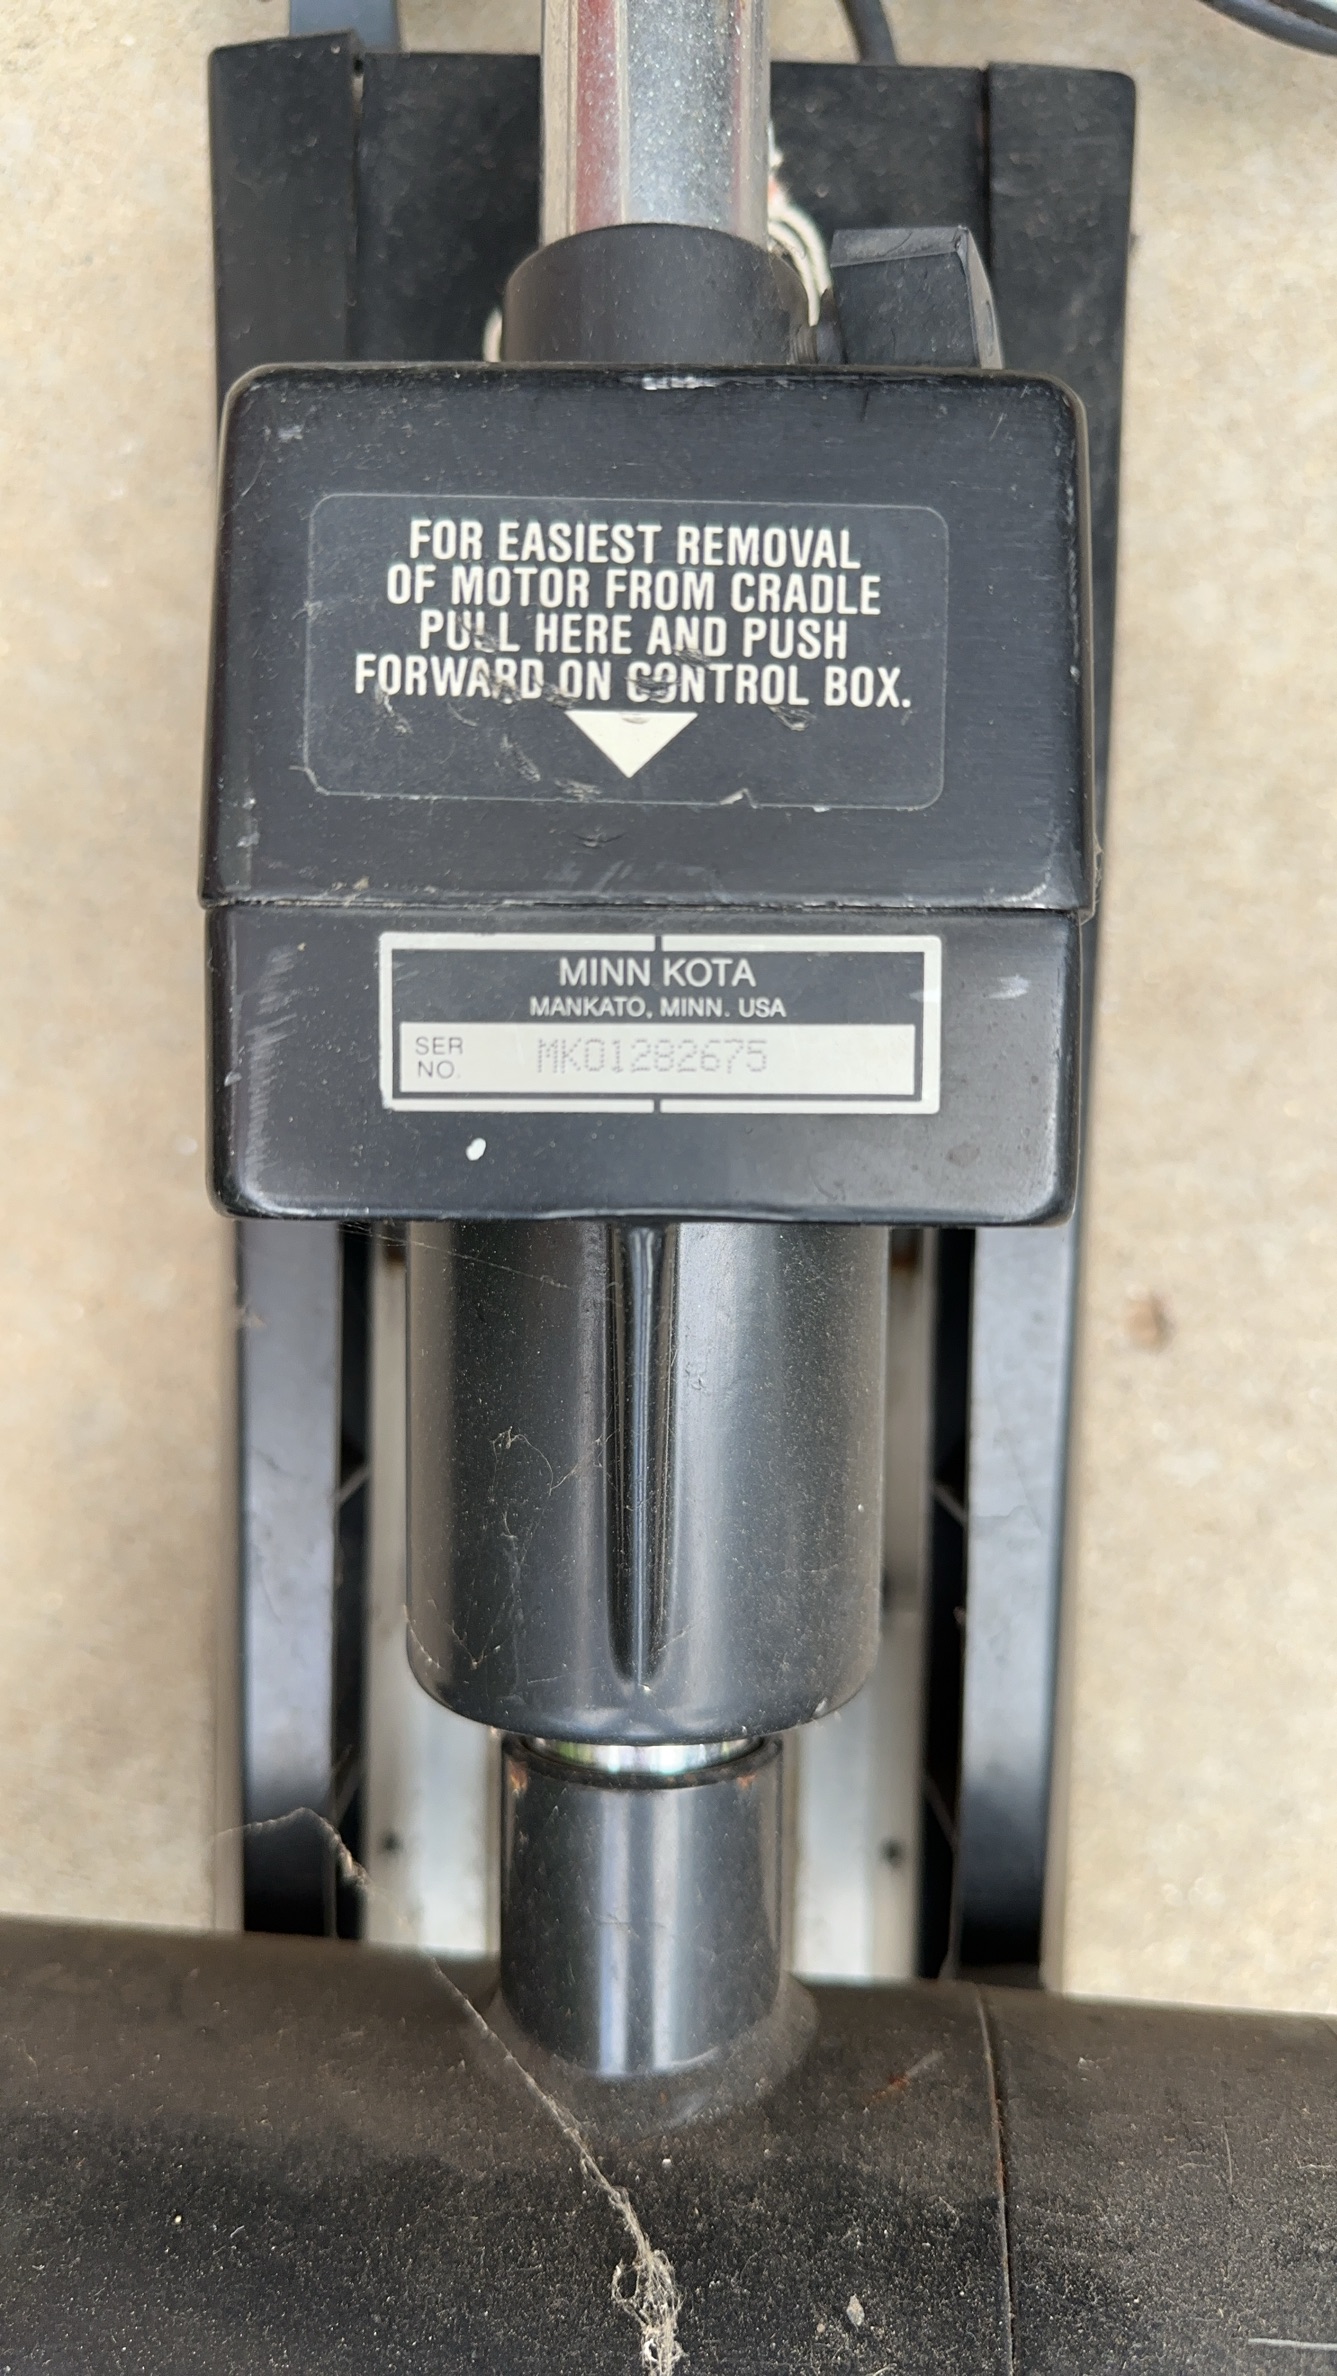 FOR EASIEST REMOVAL
OF MOTOR FROM CRADLE
PULL HERE AND PUSH
FORWARD ON CONTROL BOX.
MINN KOTA
MANKATO, MINN. USA
SER NO. MK01282675